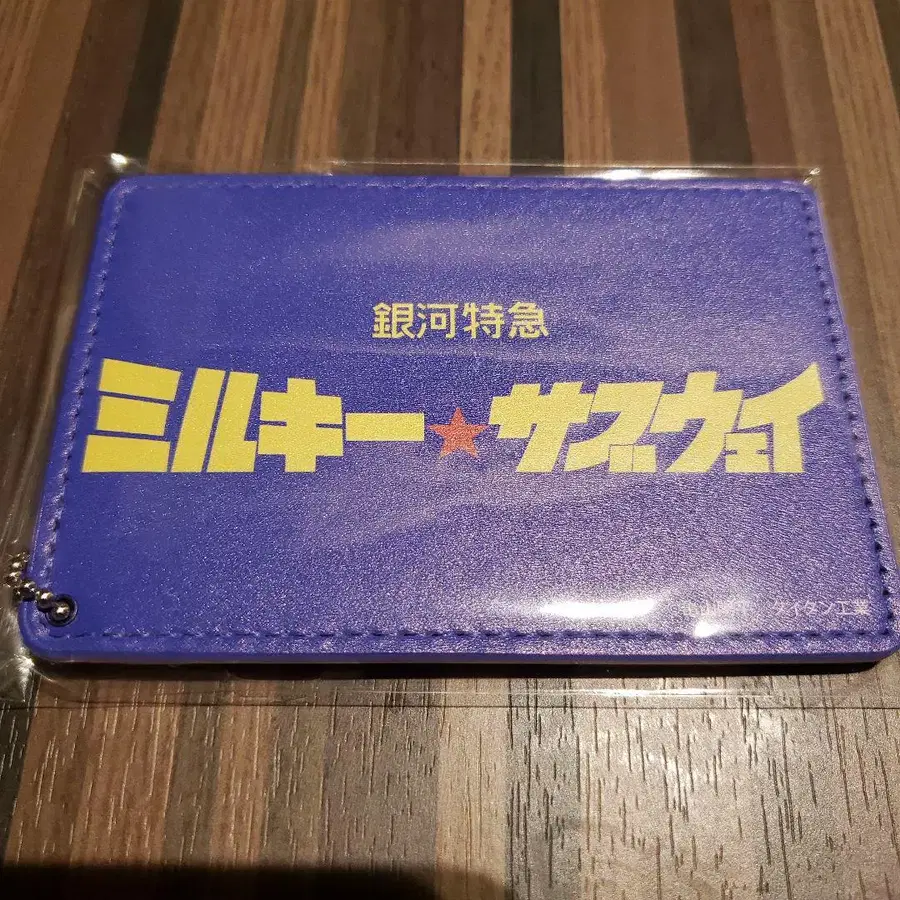 銀河特急
ミルキー★サブウェイ
タイタン工業